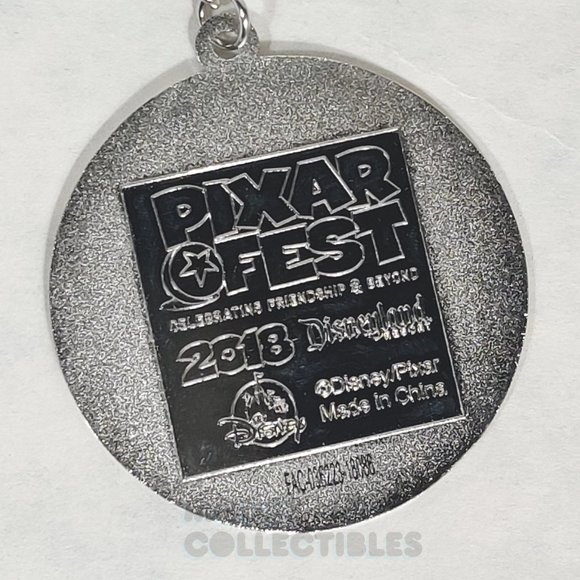 PIXAR
FEST
CELEBRATING FRIENDSHIP & BEYOND
2018 Disneyland
RESORT
©Disney/Pixar
Made in China.
Disney
COLLECTIBLES